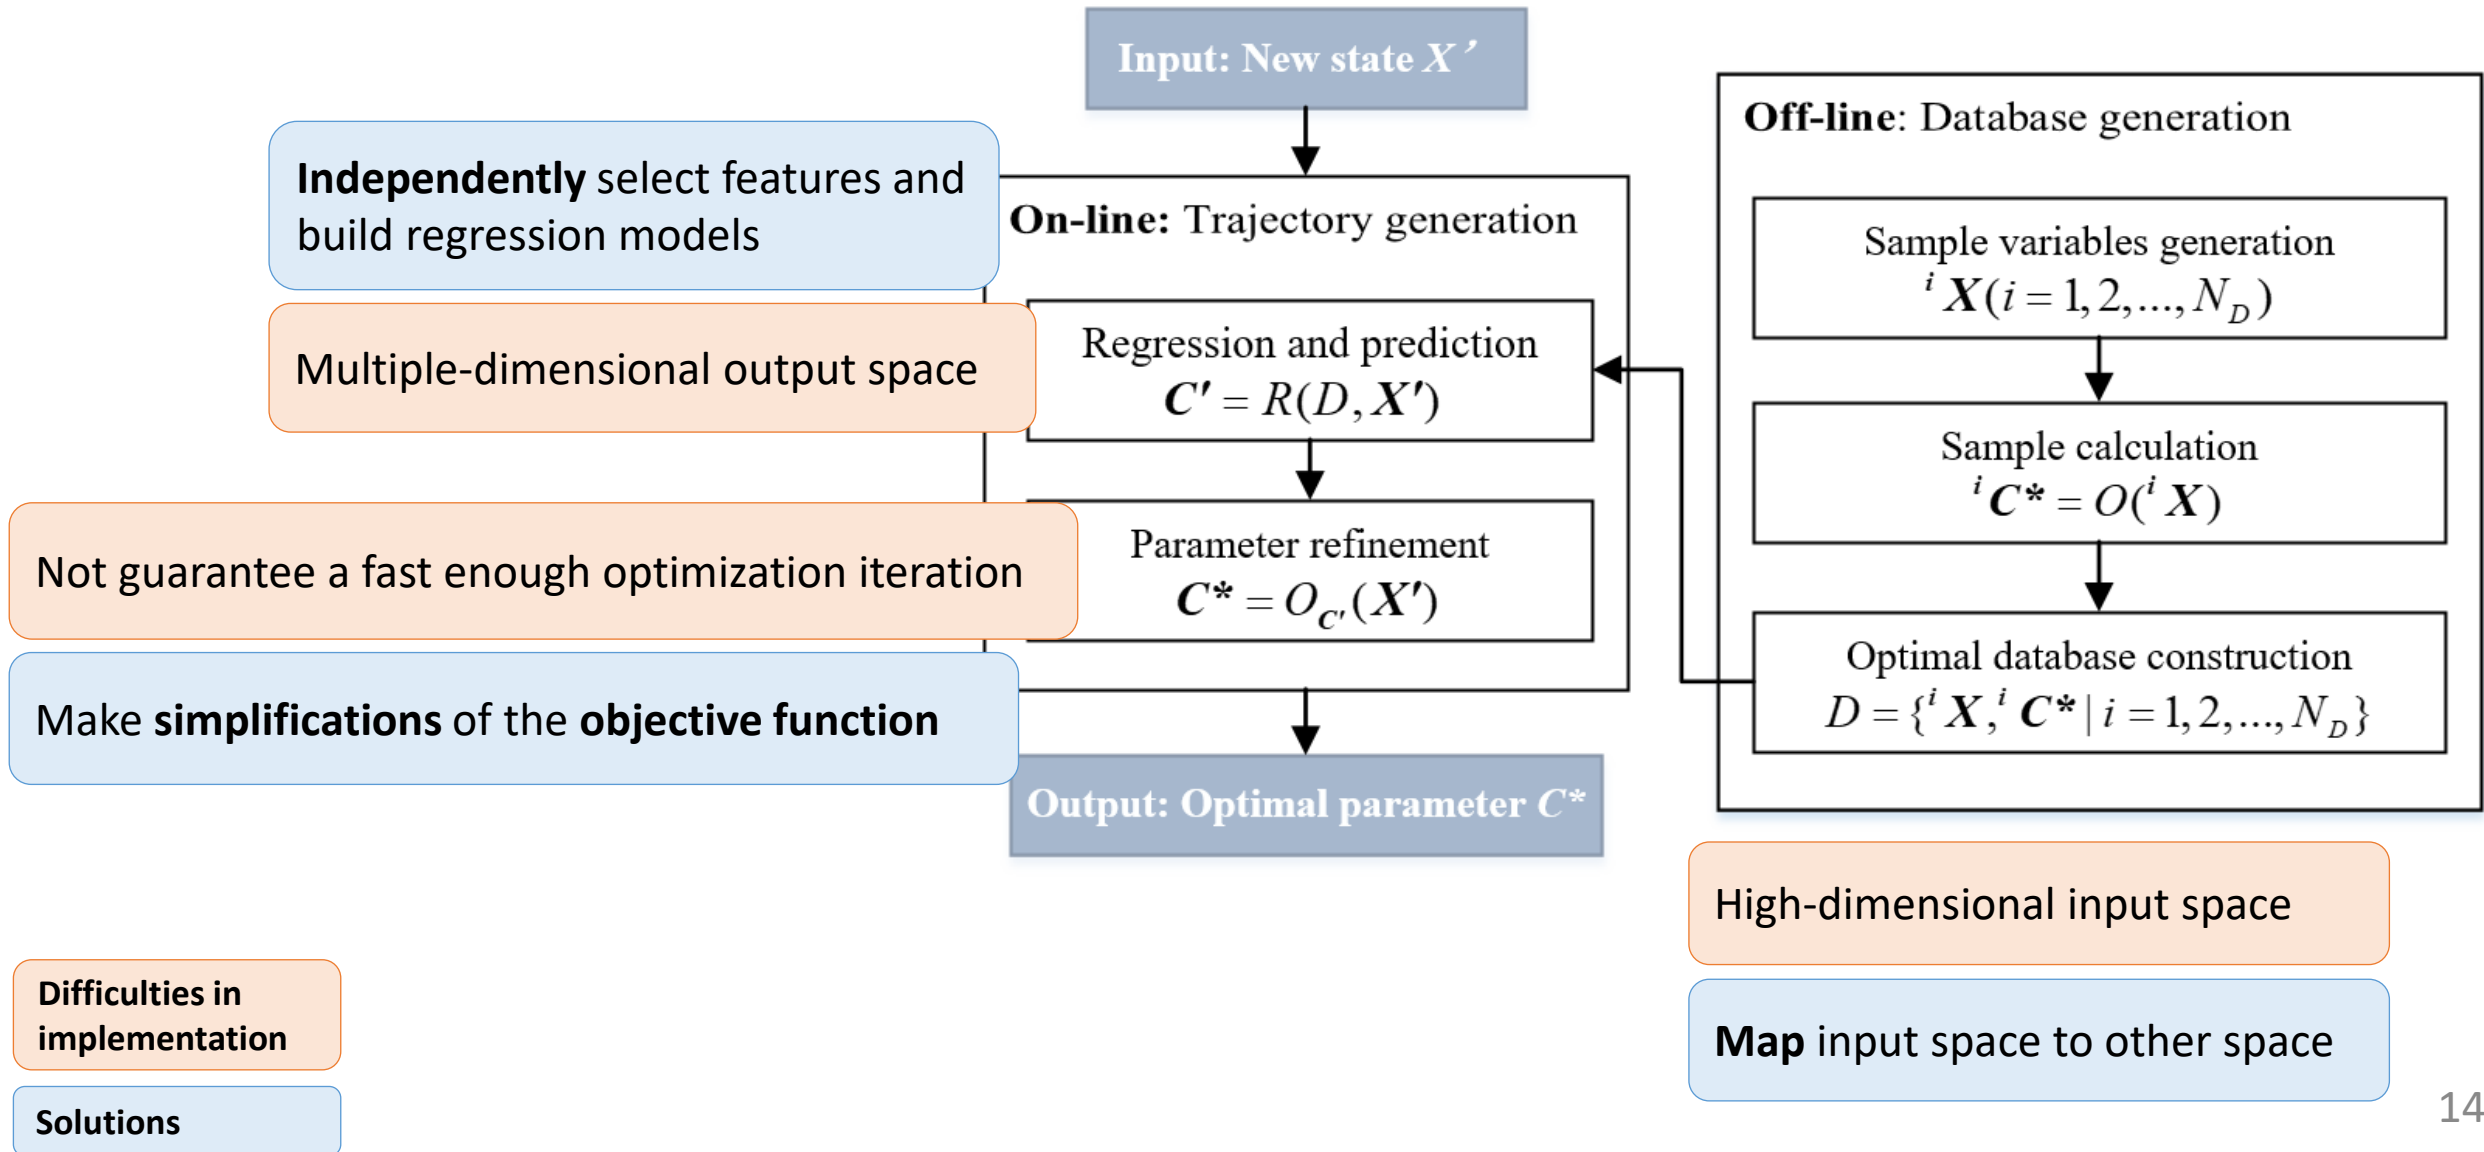 Input: New state X’
Independently select features and
build regression models
On-line: Trajectory generation
Multiple-dimensional output space
Regression and prediction
C′ = R(D, X′)
Not guarantee a fast enough optimization iteration
Parameter refinement
C* = O_C′(X′)
Make simplifications of the objective function
Output: Optimal parameter C*
Off-line: Database generation
Sample variables generation
ⁱX(i = 1, 2, ..., N_D)
Sample calculation
ⁱC* = O(ⁱX)
Optimal database construction
D = {ⁱX, ⁱC* | i = 1, 2, ..., N_D}
High-dimensional input space
Map input space to other space
Difficulties in
implementation
Solutions
14